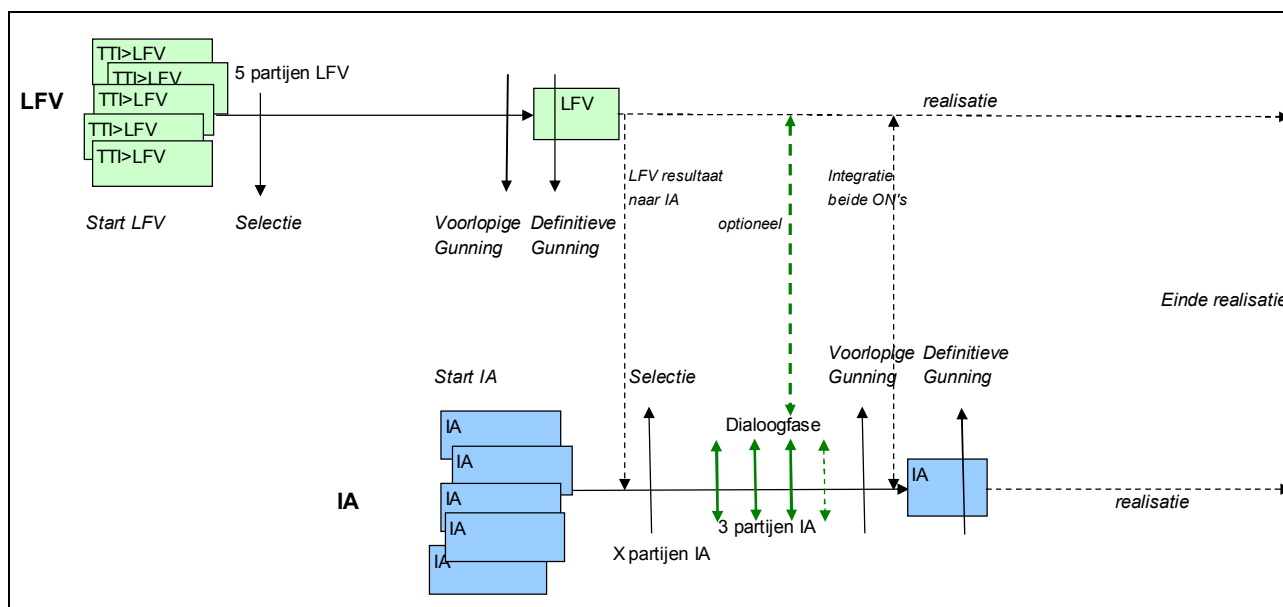 TTI>LFV
TTI>LFV
TTI>LFV
TTI>LFV
TTI>LFV
5 partijen LFV
LFV
LFV
realisatie
LFV resultaat
naar IA
Integratie
beide ON's
optioneel
Start LFV
Selectie
Voorlopige
Gunning
Definitieve
Gunning
Einde realisatie
Start IA
Selectie
Voorlopige
Gunning
Definitieve
Gunning
Dialoogfase
IA
IA
IA
IA
IA
IA
IA
realisatie
3 partijen IA
X partijen IA